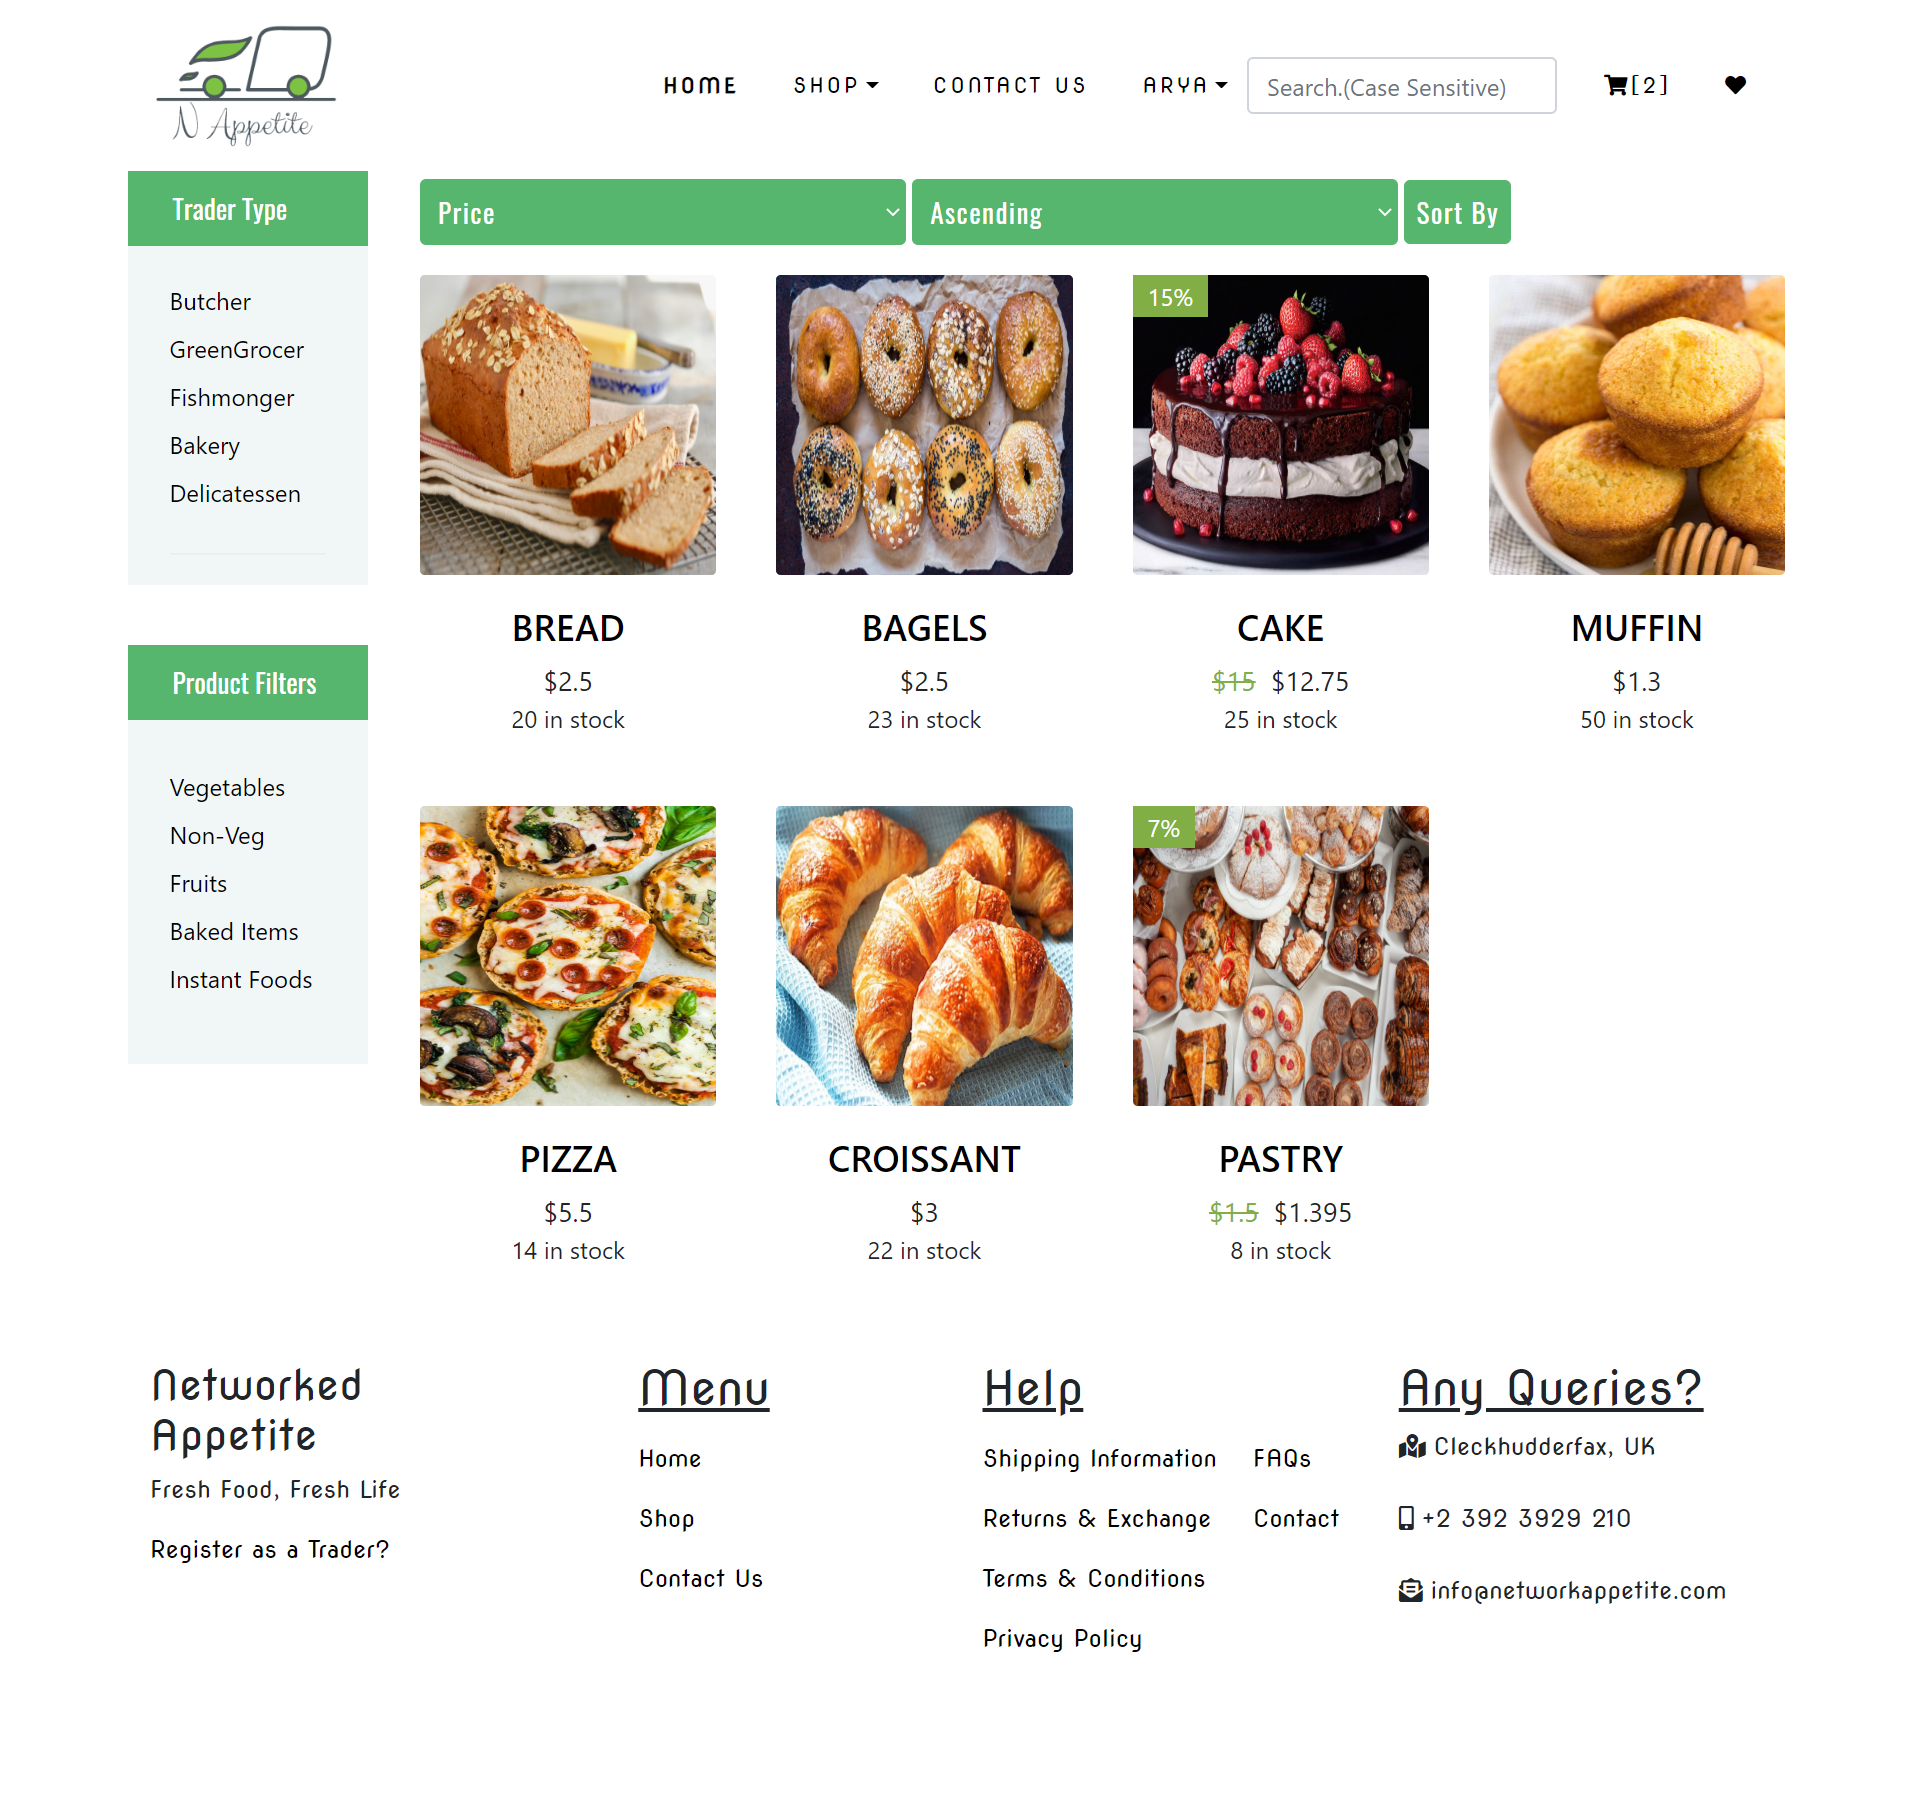 N Appetite
HOME
SHOP
CONTACT US
ARYA
Search.(Case Sensitive)
[2]
Trader Type
Butcher
GreenGrocer
Fishmonger
Bakery
Delicatessen
Product Filters
Vegetables
Non-Veg
Fruits
Baked Items
Instant Foods
Price
Ascending
Sort By
BREAD
$2.5
20 in stock
BAGELS
$2.5
23 in stock
15%
CAKE
$15 $12.75
25 in stock
MUFFIN
$1.3
50 in stock
PIZZA
$5.5
14 in stock
CROISSANT
$3
22 in stock
7%
PASTRY
$1.5 $1.395
8 in stock
Networked
Appetite
Fresh Food, Fresh Life
Register as a Trader?
Menu
Home
Shop
Contact Us
Help
Shipping Information
Returns & Exchange
Terms & Conditions
Privacy Policy
FAQs
Contact
Any Queries?
Cleckhudderfax, UK
+2 392 3929 210
info@networkappetite.com